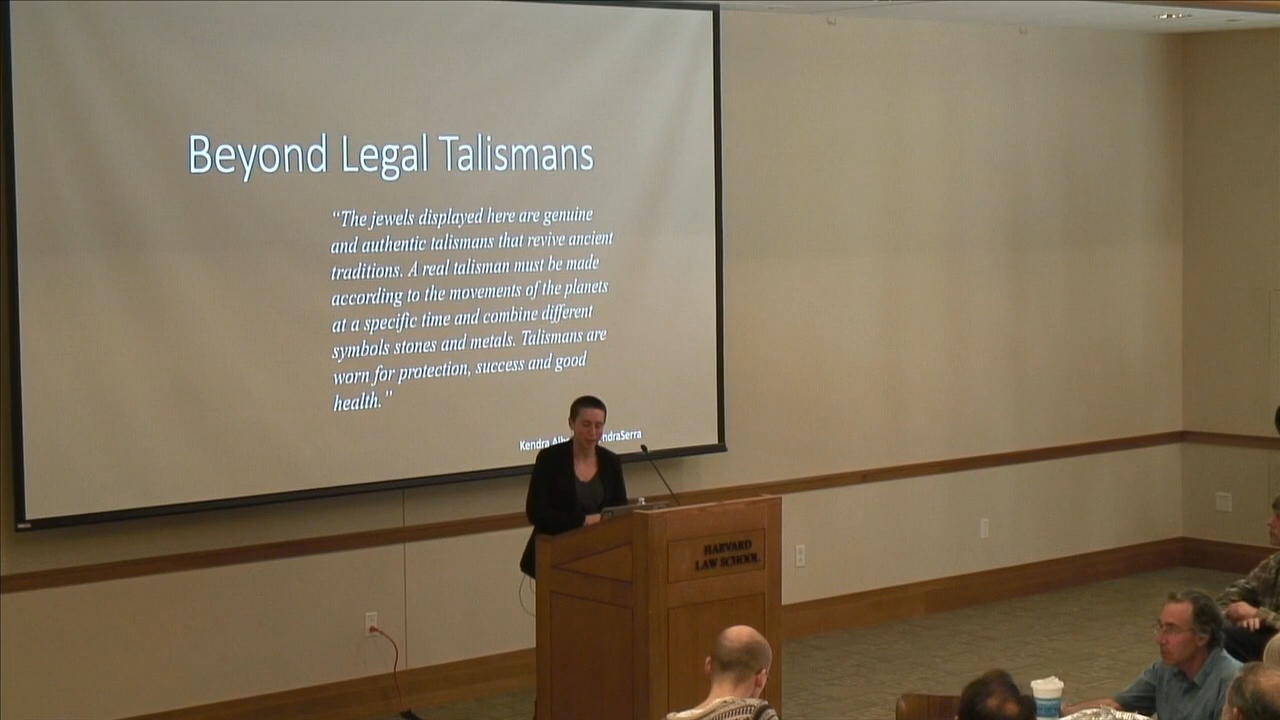 Beyond Legal Talismans
“The jewels displayed here are genuine
and authentic talismans that revive ancient
traditions. A real talisman must be made
according to the movements of the planets
at a specific time and combine different
symbols stones and metals. Talismans are
worn for protection, success and good
health.”
Kendra
HARVARD
LAW SCHOOL